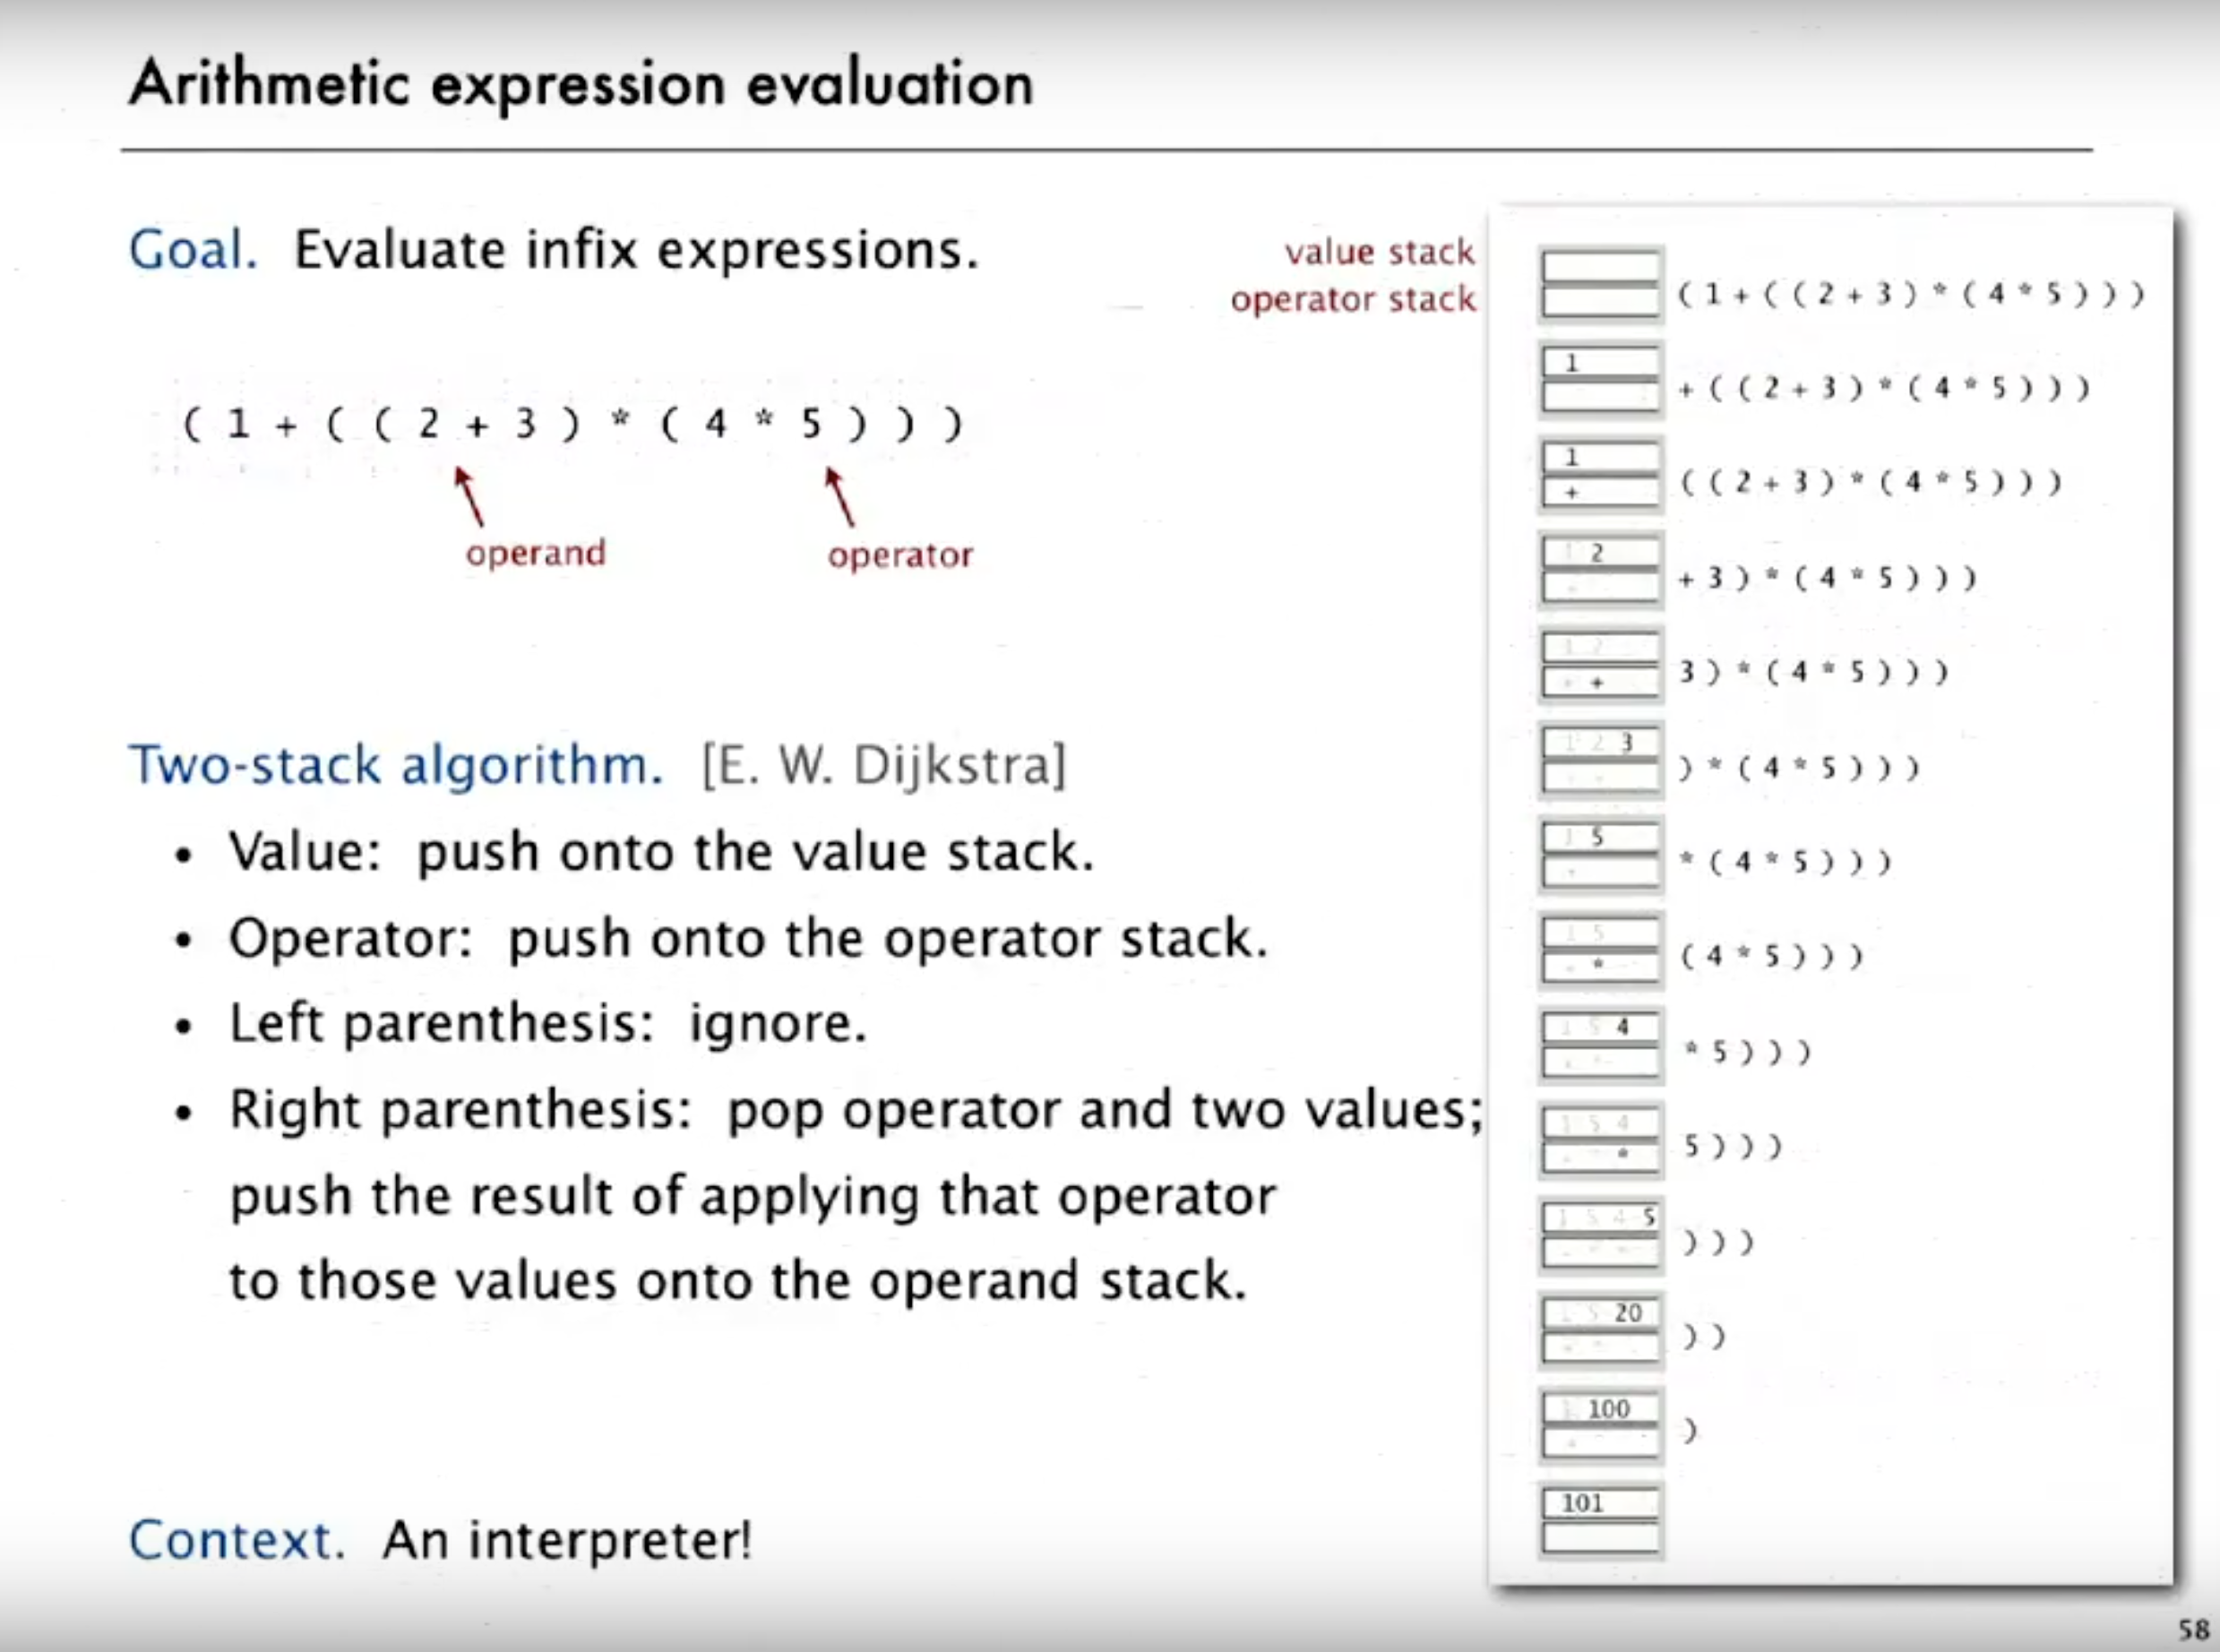 Arithmetic expression evaluation
Goal. Evaluate infix expressions.
( 1 + ( ( 2 + 3 ) * ( 4 * 5 ) ) )
operand
operator
Two-stack algorithm. [E. W. Dijkstra]
• Value: push onto the value stack.
• Operator: push onto the operator stack.
• Left parenthesis: ignore.
• Right parenthesis: pop operator and two values;
push the result of applying that operator
to those values onto the operand stack.
Context. An interpreter!
value stack
operator stack
( 1 + ( ( 2 + 3 ) * ( 4 * 5 ) ) )
1
+ ( ( 2 + 3 ) * ( 4 * 5 ) ) )
1
+
( ( 2 + 3 ) * ( 4 * 5 ) ) )
2
+ 3 ) * ( 4 * 5 ) ) )
1 2
+
3 ) * ( 4 * 5 ) ) )
1 2 3
) * ( 4 * 5 ) ) )
1 5
* ( 4 * 5 ) ) )
1 5
*
( 4 * 5 ) ) )
1 5 4
* 5 ) ) )
1 5 4
*
5 ) ) )
1 5 4 5
) ) )
1 5 20
) )
100
)
101
58